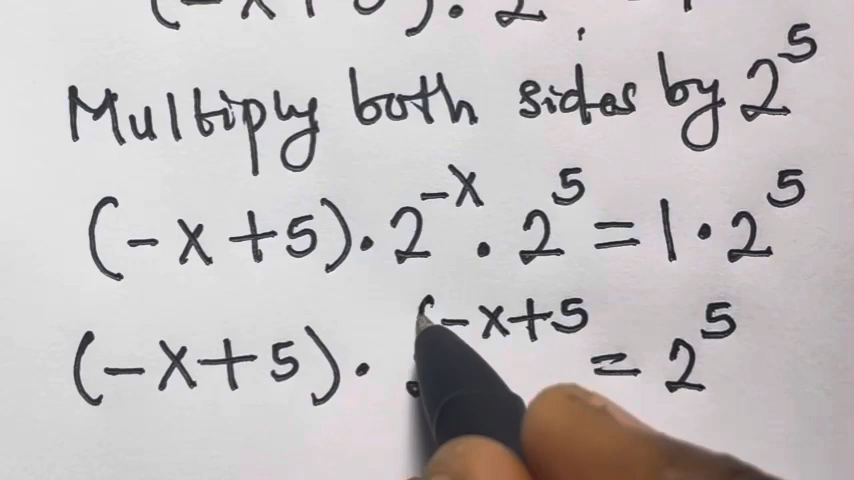 Multiply both sides by 2^5
(-x+5)·2^-x·2^5 = 1·2^5
(-x+5)·(-x+5 = 2^5